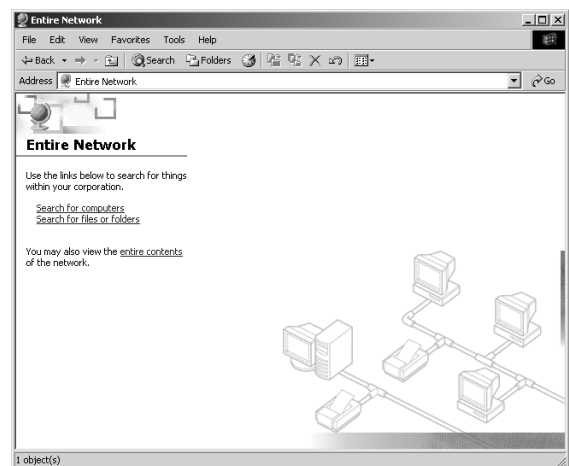 Entire Network
File Edit View Favorites Tools Help
Back Search Folders
Address Entire Network Go
Entire Network
Use the links below to search for things
within your corporation.
Search for computers
Search for files or folders
You may also view the entire contents
of the network.
1 object(s)